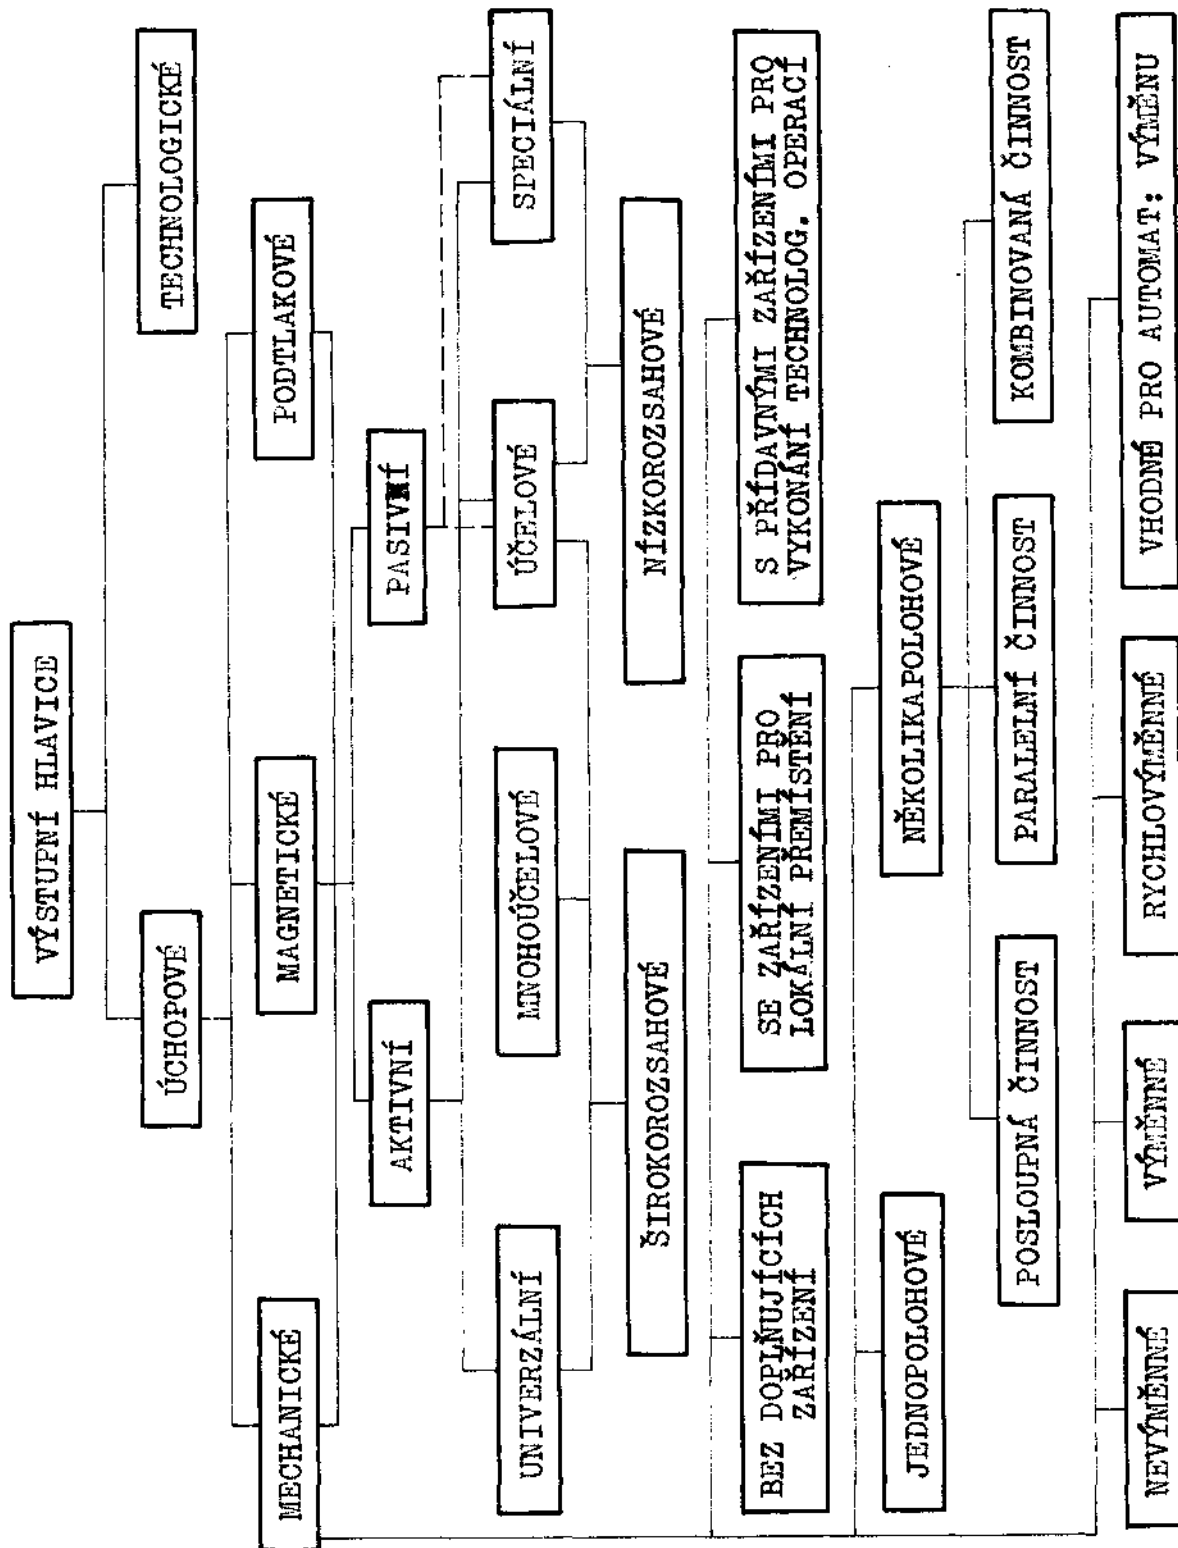 VÝSTUPNÍ HLAVICE
ÚCHOPOVÉ
TECHNOLOGICKÉ
MECHANICKÉ
MAGNETICKÉ
PODTLAKOVÉ
AKTIVNÍ
PASIVNÍ
UNIVERZÁLNÍ
MNOHOÚČELOVÉ
ÚČELOVÉ
SPECIÁLNÍ
ŠIROKOROZSAHOVÉ
NÍZKOROZSAHOVÉ
BEZ DOPLŇUJÍCÍCH
ZAŘÍZENÍ
SE ZAŘÍZENÍMI PRO
LOKÁLNÍ PŘEMÍSTĚNÍ
S PŘÍDAVNÝMI ZAŘÍZENÍMI PRO
VYKONÁNÍ TECHNOLOG. OPERACÍ
JEDNOPOLOHOVÉ
NĚKOLIKAPOLOHOVÉ
POSLOUPNÁ ČINNOST
PARALELNÍ ČINNOST
KOMBINOVANÁ ČINNOST
NEVÝMĚNNÉ
VÝMĚNNÉ
RYCHLOVÝMĚNNÉ
VHODNÉ PRO AUTOMAT: VÝMĚNU